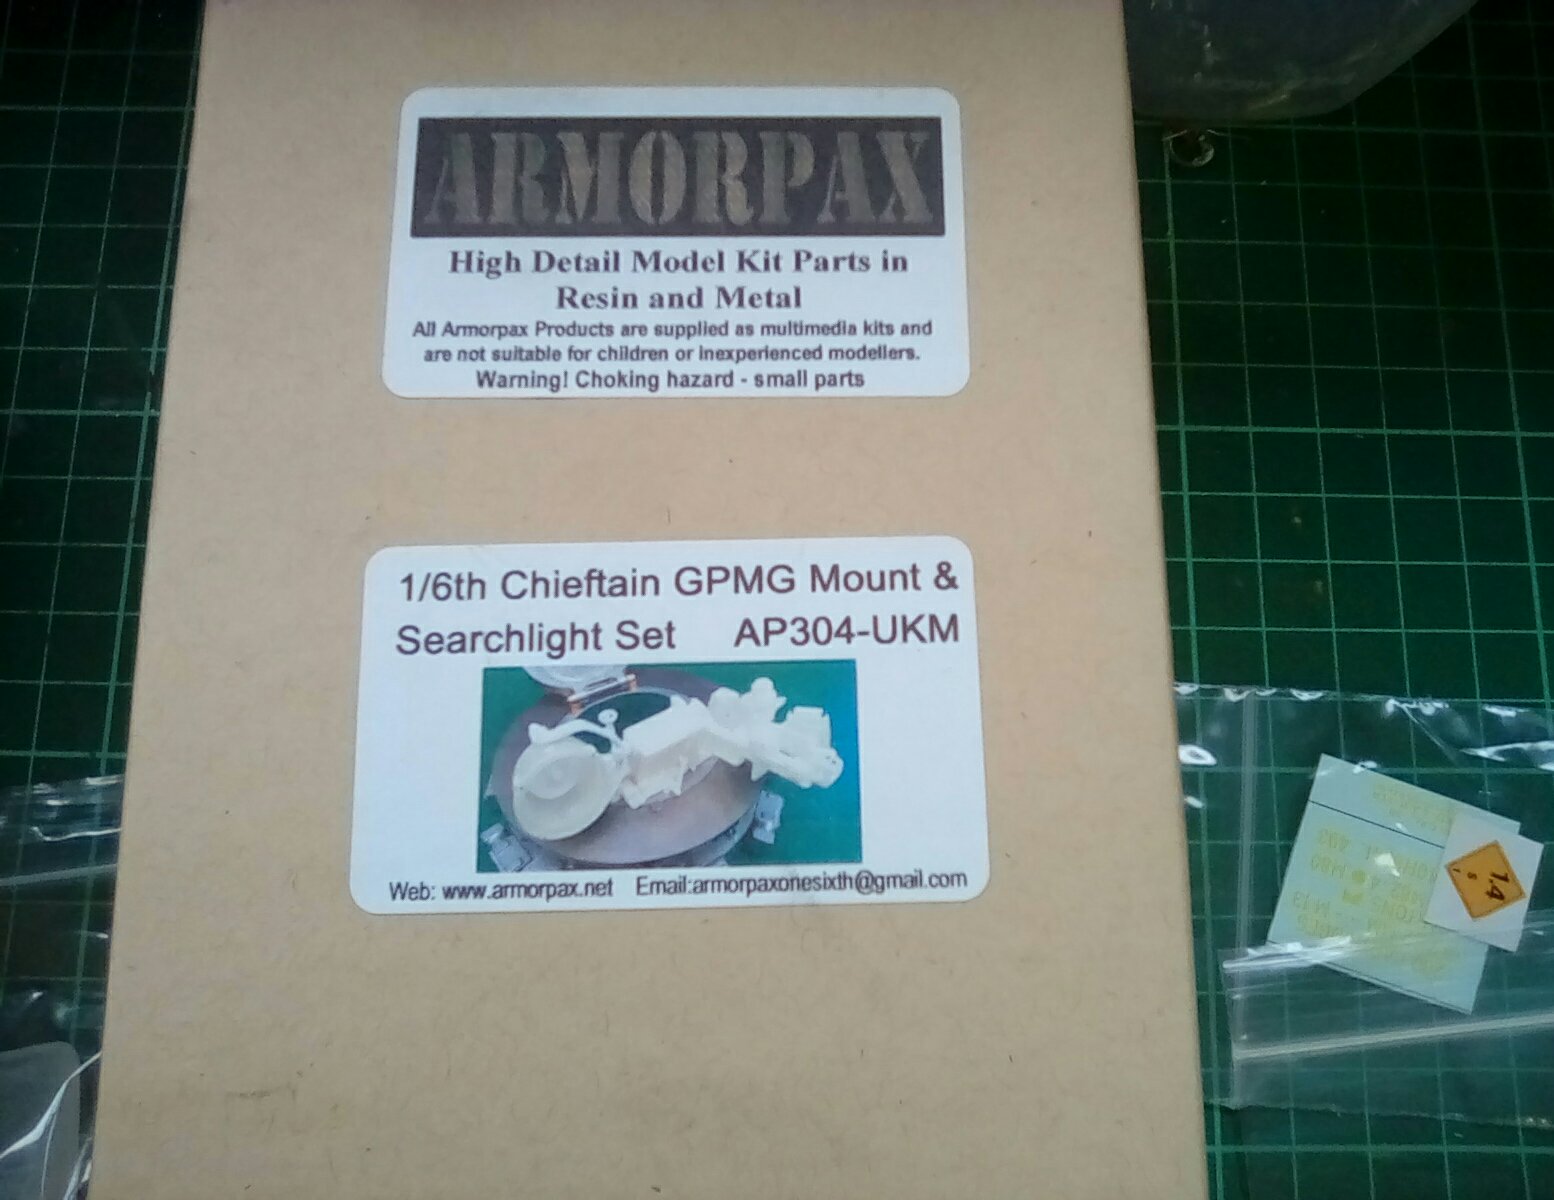 ARMORPAX
High Detail Model Kit Parts in
Resin and Metal
All Armorpax Products are supplied as multimedia kits and
are not suitable for children or inexperienced modellers.
Warning! Choking hazard - small parts
1/6th Chieftain GPMG Mount &
Searchlight Set AP304-UKM
Web: www.armorpax.net Email:armorpaxonesixth@gmail.com
1.4